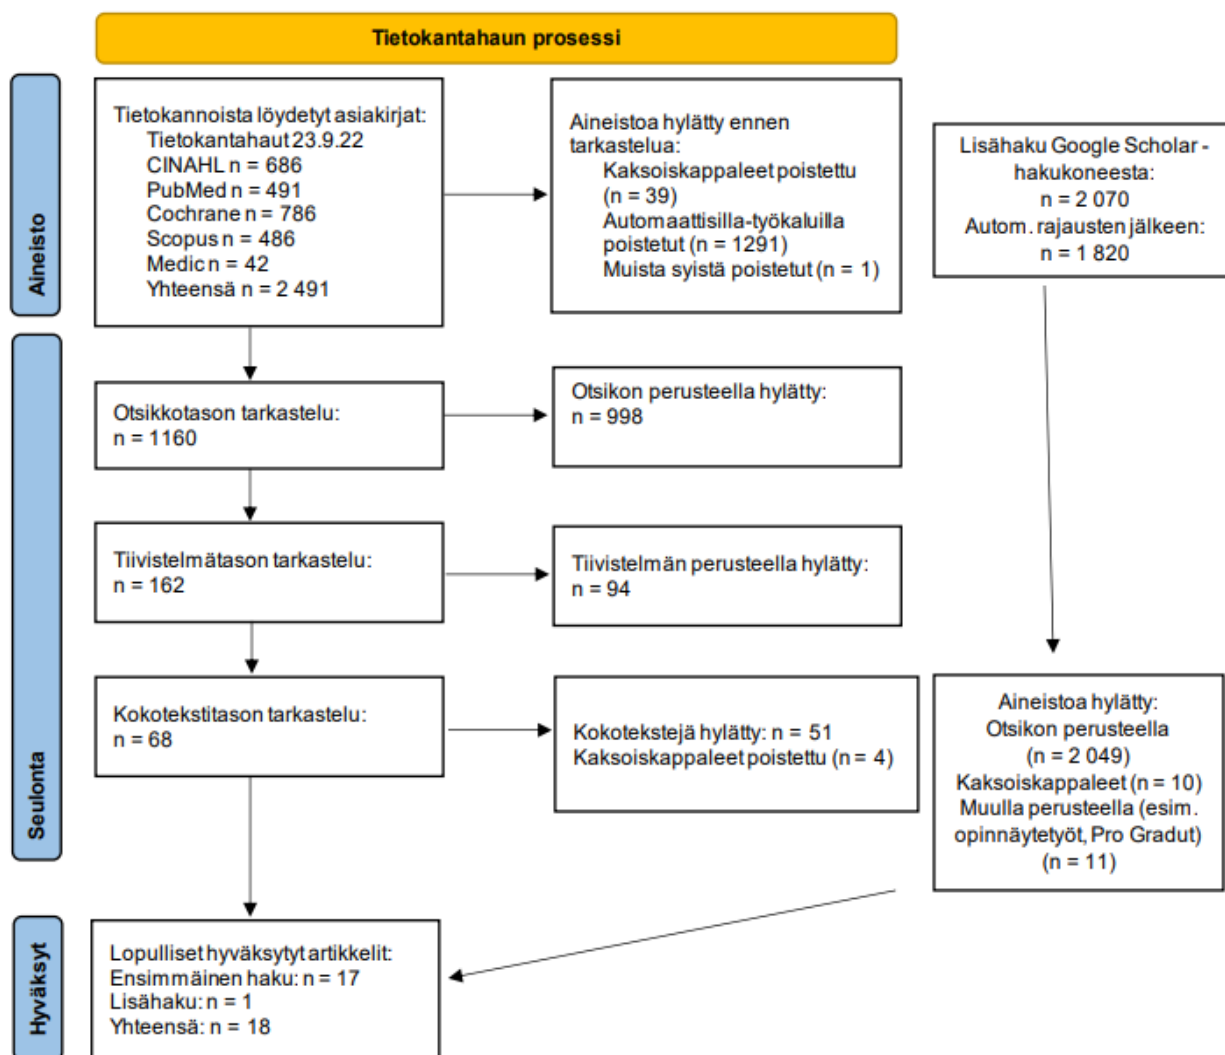 Tietokantahaun prosessi
Aineisto
Tietokannoista löydetyt asiakirjat:
Tietokantahaut 23.9.22
CINAHL n = 686
PubMed n = 491
Cochrane n = 786
Scopus n = 486
Medic n = 42
Yhteensä n = 2 491
Aineistoa hylätty ennen
tarkastelua:
Kaksoiskappaleet poistettu
(n = 39)
Automaattisilla-työkaluilla
poistetut (n = 1291)
Muista syistä poistetut (n = 1)
Lisähaku Google Scholar -
hakukoneesta:
n = 2 070
Autom. rajausten jälkeen:
n = 1 820
Seulonta
Otsikkotason tarkastelu:
n = 1160
Otsikon perusteella hylätty:
n = 998
Tiivistelmätason tarkastelu:
n = 162
Tiivistelmän perusteella hylätty:
n = 94
Kokotekstitason tarkastelu:
n = 68
Kokotekstejä hylätty: n = 51
Kaksoiskappaleet poistettu (n = 4)
Aineistoa hylätty:
Otsikon perusteella
(n = 2 049)
Kaksoiskappaleet (n = 10)
Muulla perusteella (esim.
opinnäytetyöt, Pro Gradut)
(n = 11)
Hyväksyt
Lopulliset hyväksytyt artikkelit:
Ensimmäinen haku: n = 17
Lisähaku: n = 1
Yhteensä: n = 18